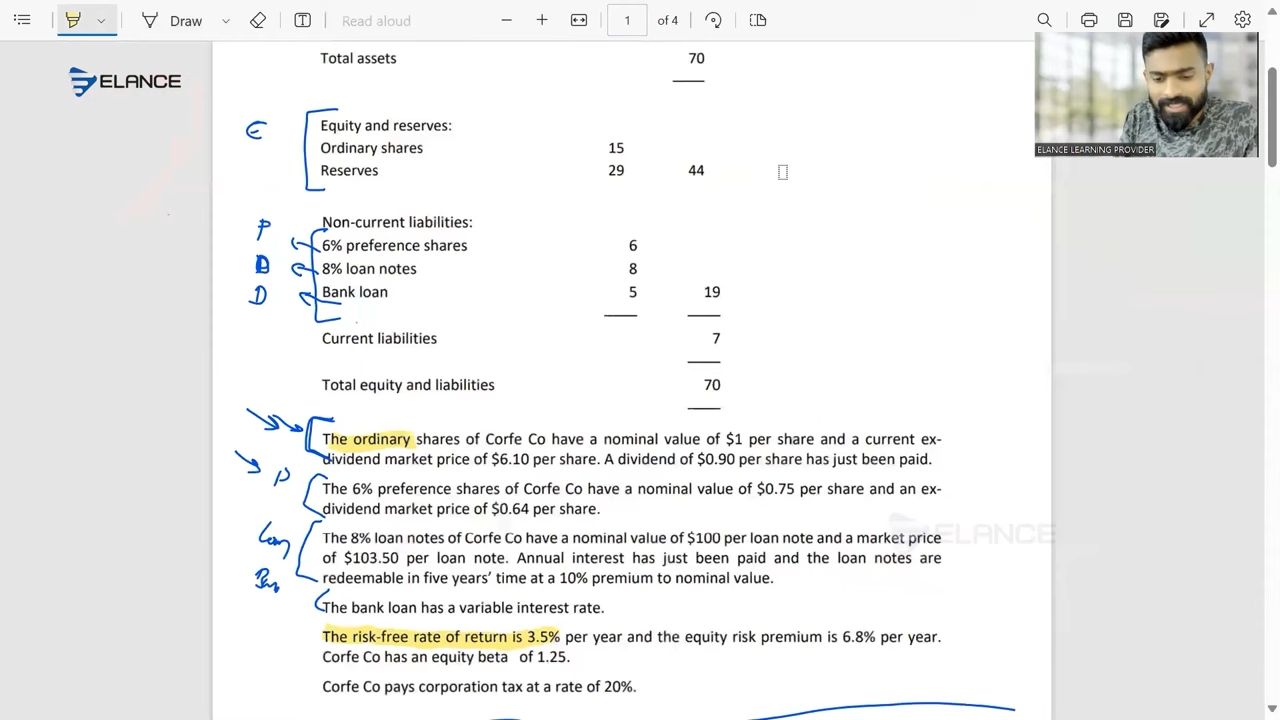 Draw
Read aloud
1 of 4
ELANCE
Total assets 70
E
Equity and reserves:
Ordinary shares 15
Reserves 29 44
ELANCE LEARNING PROVIDER
Non-current liabilities:
P 6% preference shares 6
D 8% loan notes 8
D Bank loan 5 19
Current liabilities 7
Total equity and liabilities 70
The ordinary shares of Corfe Co have a nominal value of $1 per share and a current ex-
dividend market price of $6.10 per share. A dividend of $0.90 per share has just been paid.
P
The 6% preference shares of Corfe Co have a nominal value of $0.75 per share and an ex-
dividend market price of $0.64 per share.
ELANCE
The 8% loan notes of Corfe Co have a nominal value of $100 per loan note and a market price
of $103.50 per loan note. Annual interest has just been paid and the loan notes are
redeemable in five years' time at a 10% premium to nominal value.
The bank loan has a variable interest rate.
The risk-free rate of return is 3.5% per year and the equity risk premium is 6.8% per year.
Corfe Co has an equity beta of 1.25.
Corfe Co pays corporation tax at a rate of 20%.